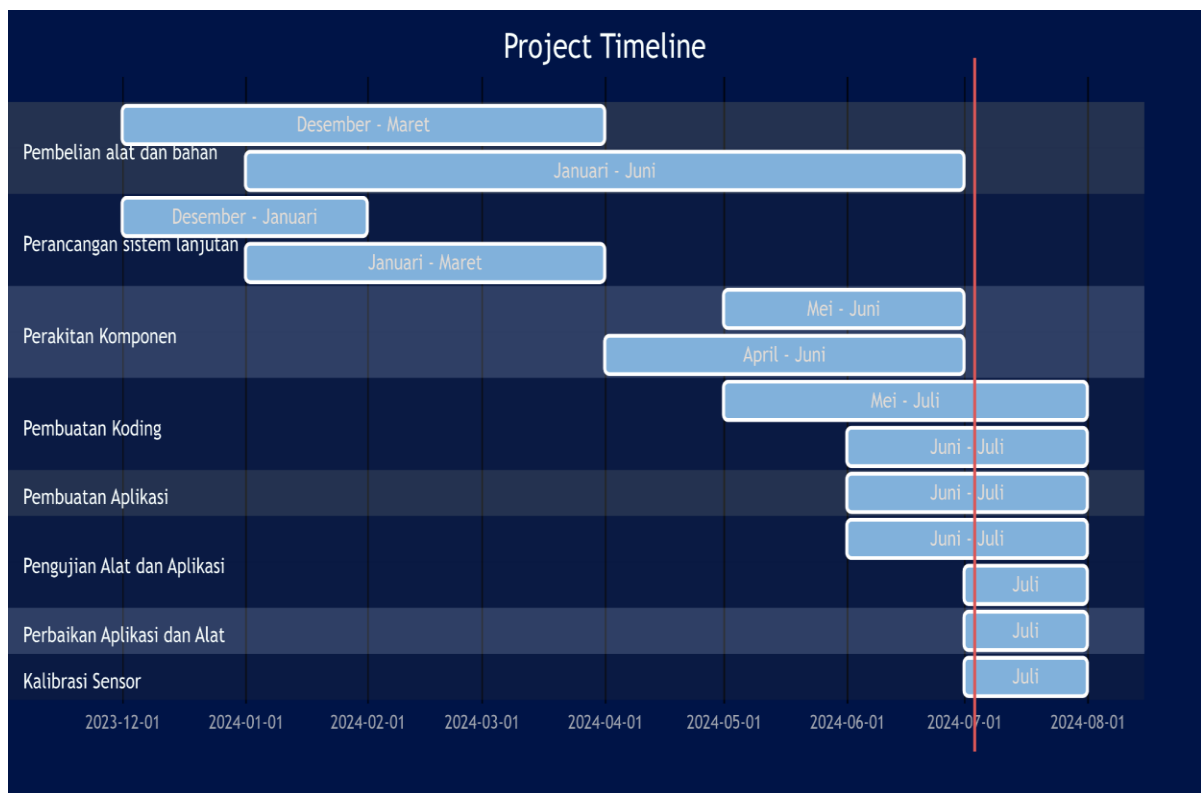 Project Timeline
Desember - Maret
Pembelian alat dan bahan
Januari - Juni
Desember - Januari
Perancangan sistem lanjutan
Januari - Maret
Mei - Juni
Perakitan Komponen
April - Juni
Mei - Juli
Pembuatan Koding
Juni - Juli
Pembuatan Aplikasi
Juni - Juli
Juni - Juli
Pengujian Alat dan Aplikasi
Juli
Perbaikan Aplikasi dan Alat
Juli
Kalibrasi Sensor
Juli
2023-12-01 2024-01-01 2024-02-01 2024-03-01 2024-04-01 2024-05-01 2024-06-01 2024-07-01 2024-08-01